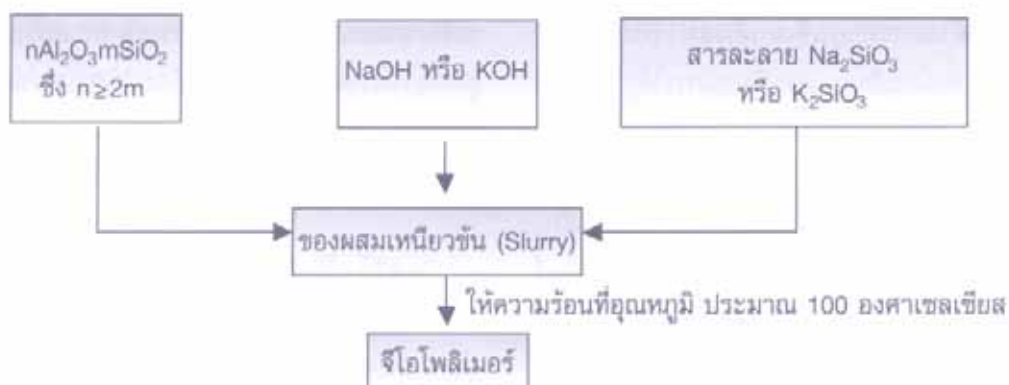 nAl₂O₃mSiO₂
ซึ่ง n≥2m
NaOH หรือ KOH
สารละลาย Na₂SiO₃
หรือ K₂SiO₃
ของผสมเหนียวข้น (Slurry)
ให้ความร้อนที่อุณหภูมิ ประมาณ 100 องศาเซลเซียส
จีโอโพลิเมอร์